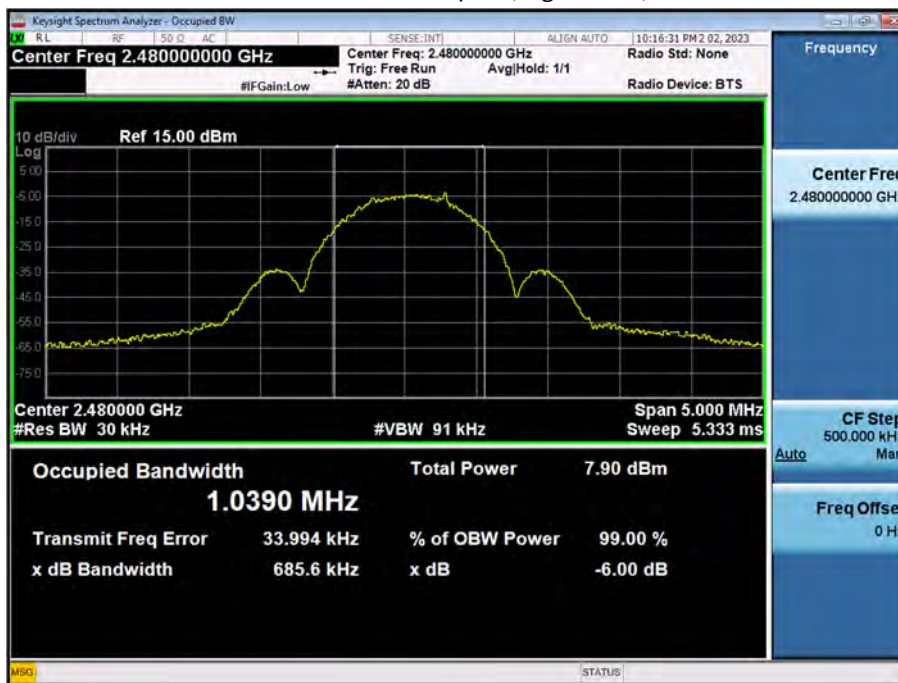 Keysight Spectrum Analyzer - Occupied BW
RL RF 50 Ω AC SENSE:INT ALIGN AUTO 10:16:31 PM 2 02, 2023
Center Freq 2.480000000 GHz
Center Freq: 2.480000000 GHz
Radio Std: None
Trig: Free Run Avg|Hold: 1/1
#IFGain:Low #Atten: 20 dB Radio Device: BTS
10 dB/div Ref 15.00 dBm
Log
5.00
-5.00
-15.0
-25.0
-35.0
-45.0
-55.0
-65.0
-75.0
Center 2.480000 GHz Span 5.000 MHz
#Res BW 30 kHz #VBW 91 kHz Sweep 5.333 ms
Occupied Bandwidth Total Power 7.90 dBm
1.0390 MHz
Transmit Freq Error 33.994 kHz % of OBW Power 99.00 %
x dB Bandwidth 685.6 kHz x dB -6.00 dB
MSG STATUS
Frequency
Center Fre
2.480000000 GH
CF Step
500.000 kH
Auto Ma
Freq Offse
0 H